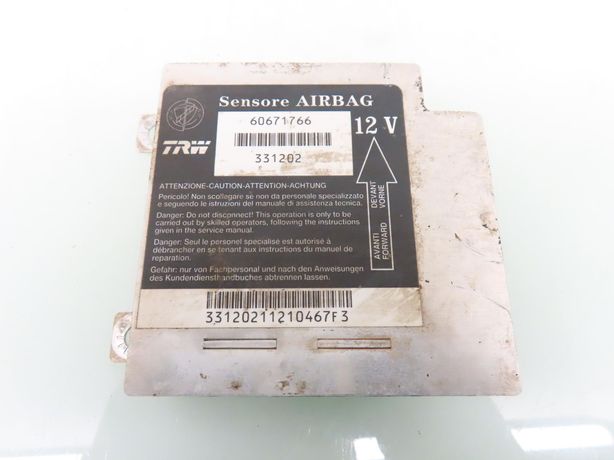 Sensore AIRBAG
60671766
12 V
TRW
331202
ATTENZIONE-CAUTION-ATTENTION-ACHTUNG
Pericolo! Non scollegare sè non da personale specializzato
e seguendo le istruzioni del manuale di assistenza tecnica.
Danger: Do not disconnect! This operation is only to be
carried out by skilled operators, following the instructions
given in the service manual.
Danger: Seul le personel specialisé est autorisé à
débrancher en se tenant aux instructions du manuel de
reparation.
Gefahr: nur von Fachpersonal und nach den Anweisungen
des Kundendiensthandbuches abtrennen lassen.
AVANTI DEVANT
FORWARD VORNE
33120211210467F3